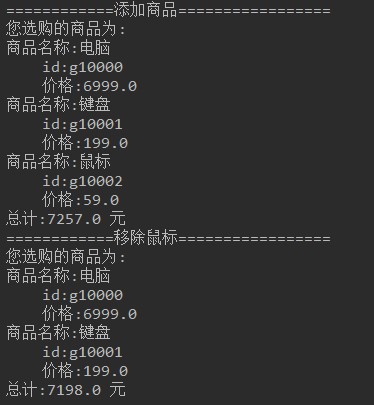 ============添加商品=================
您选购的商品为:
商品名称:电脑
    id:g10000
    价格:6999.0
商品名称:键盘
    id:g10001
    价格:199.0
商品名称:鼠标
    id:g10002
    价格:59.0
总计:7257.0 元
============移除鼠标=================
您选购的商品为:
商品名称:电脑
    id:g10000
    价格:6999.0
商品名称:键盘
    id:g10001
    价格:199.0
总计:7198.0 元